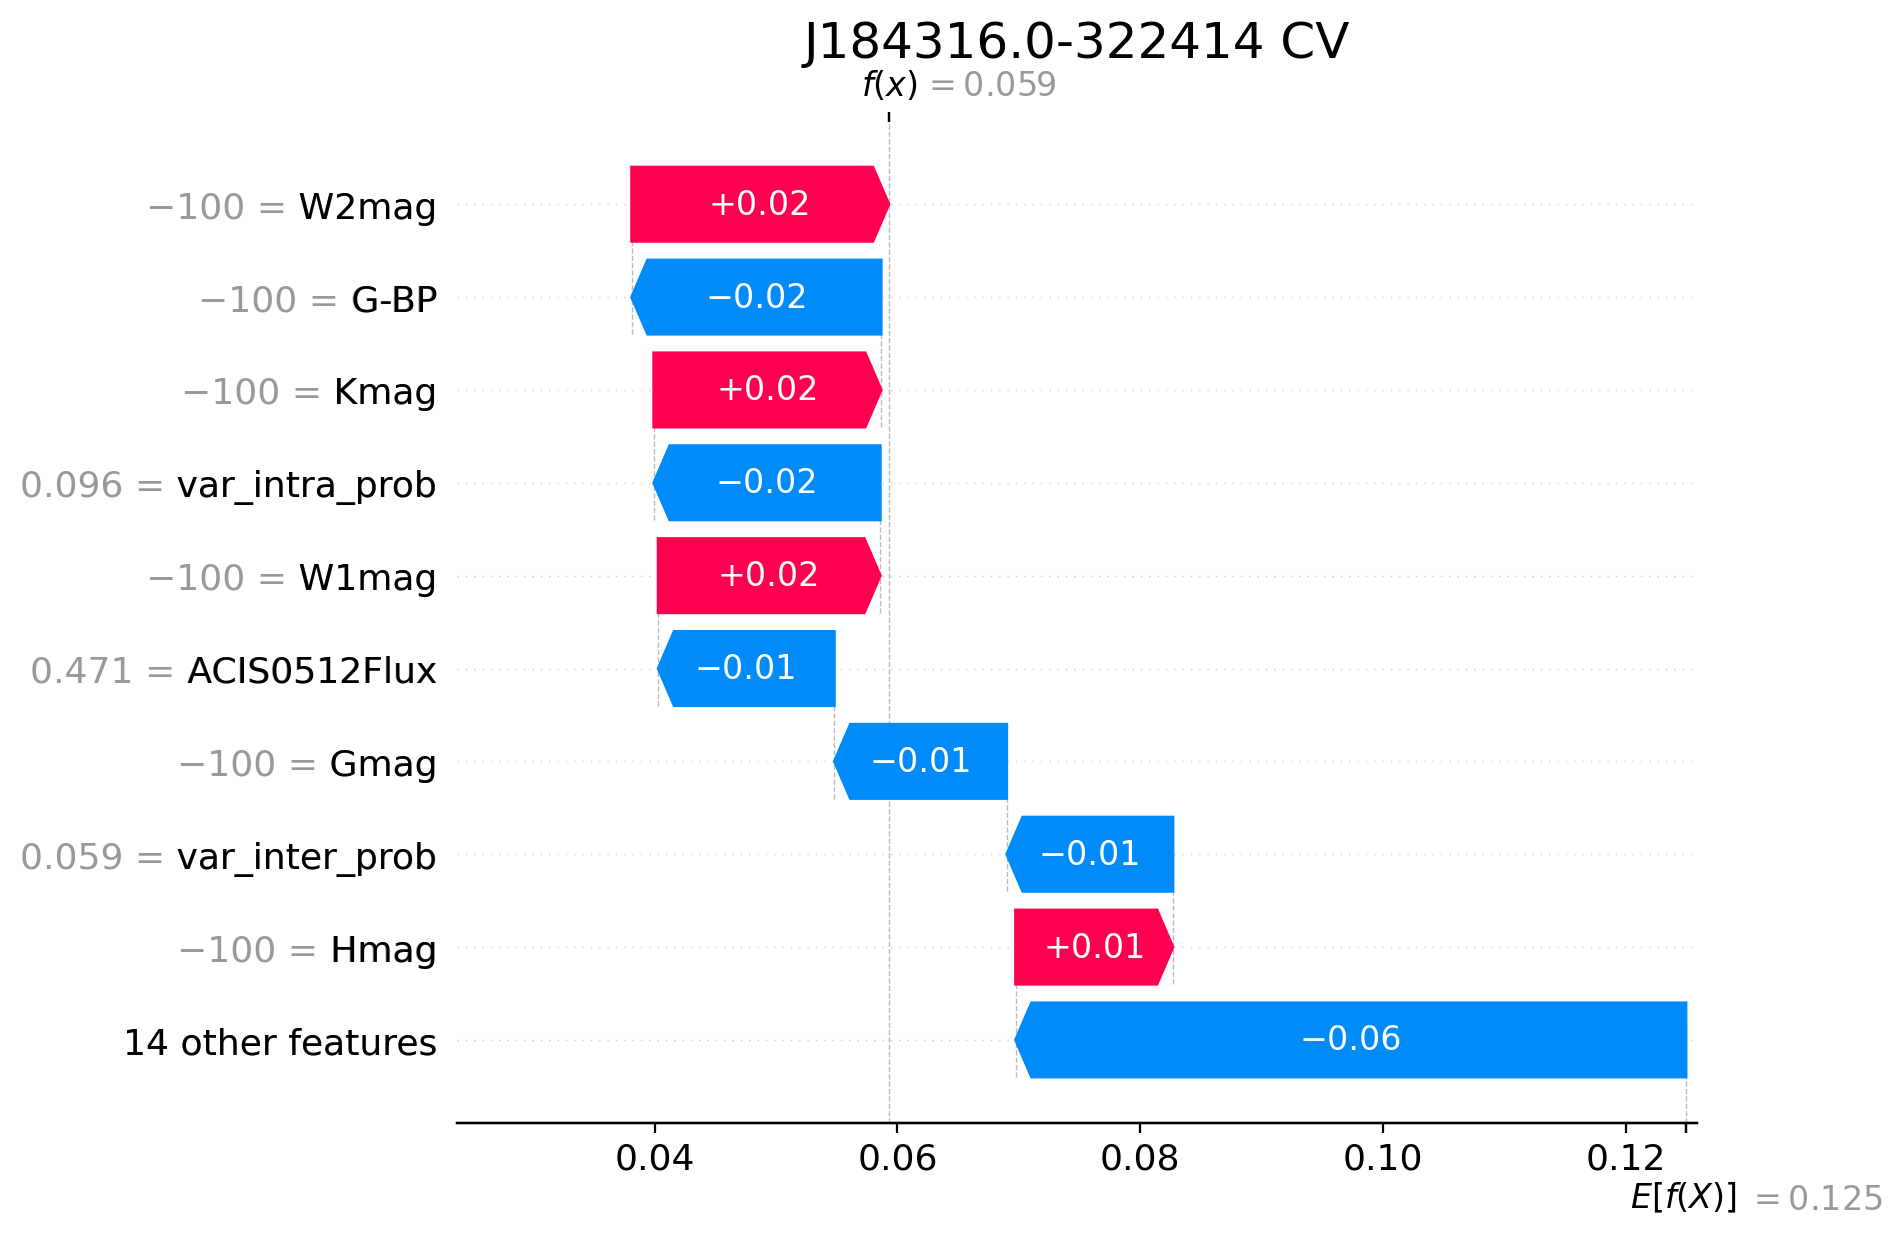 J184316.0-322414 CV
f(x) = 0.059
−100 = W2mag
+0.02
−100 = G-BP
−0.02
−100 = Kmag
+0.02
0.096 = var_intra_prob
−0.02
−100 = W1mag
+0.02
0.471 = ACIS0512Flux
−0.01
−100 = Gmag
−0.01
0.059 = var_inter_prob
−0.01
−100 = Hmag
+0.01
14 other features
−0.06
0.04 0.06 0.08 0.10 0.12
E[f(X)] = 0.125